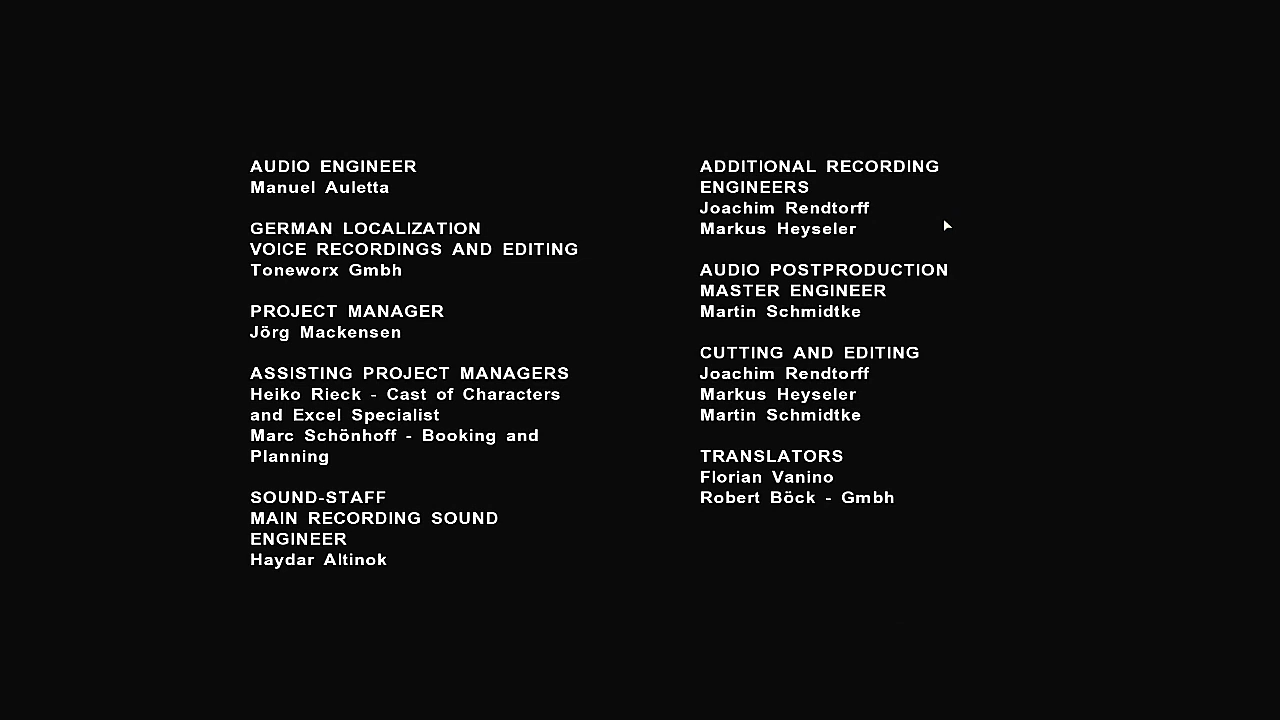 AUDIO ENGINEER
Manuel Auletta
GERMAN LOCALIZATION
VOICE RECORDINGS AND EDITING
Toneworx Gmbh
PROJECT MANAGER
Jörg Mackensen
ASSISTING PROJECT MANAGERS
Heiko Rieck - Cast of Characters
and Excel Specialist
Marc Schönhoff - Booking and
Planning
SOUND-STAFF
MAIN RECORDING SOUND
ENGINEER
Haydar Altinok
ADDITIONAL RECORDING
ENGINEERS
Joachim Rendtorff
Markus Heyseler
AUDIO POSTPRODUCTION
MASTER ENGINEER
Martin Schmidtke
CUTTING AND EDITING
Joachim Rendtorff
Markus Heyseler
Martin Schmidtke
TRANSLATORS
Florian Vanino
Robert Böck - Gmbh